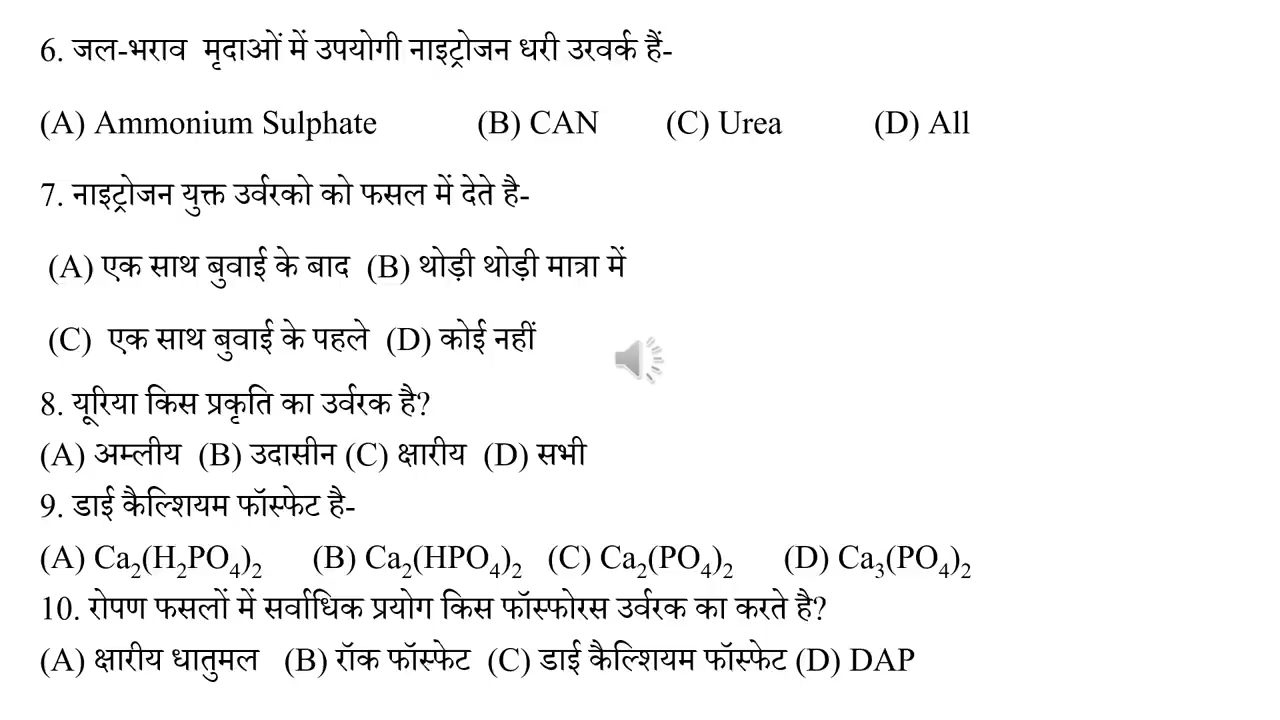 6. जल-भराव मृदाओं में उपयोगी नाइट्रोजन धरी उरवर्क हैं-
(A) Ammonium Sulphate (B) CAN (C) Urea (D) All
7. नाइट्रोजन युक्त उर्वरको को फसल में देते है-
(A) एक साथ बुवाई के बाद (B) थोड़ी थोड़ी मात्रा में
(C) एक साथ बुवाई के पहले (D) कोई नहीं
8. यूरिया किस प्रकृति का उर्वरक है?
(A) अम्लीय (B) उदासीन (C) क्षारीय (D) सभी
9. डाई कैल्शियम फॉस्फेट है-
(A) Ca₂(H₂PO₄)₂ (B) Ca₂(HPO₄)₂ (C) Ca₂(PO₄)₂ (D) Ca₃(PO₄)₂
10. रोपण फसलों में सर्वाधिक प्रयोग किस फॉस्फोरस उर्वरक का करते है?
(A) क्षारीय धातुमल (B) रॉक फॉस्फेट (C) डाई कैल्शियम फॉस्फेट (D) DAP